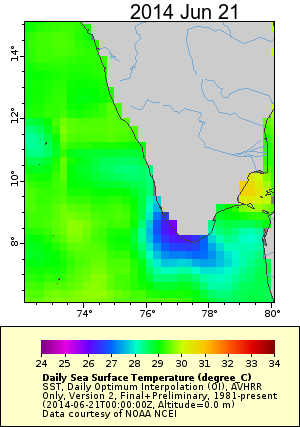 2014 Jun 21
14°
12°
10°
8°
74°
76°
78°
80°
24 25 26 27 28 29 30 31 32 33 34
Daily Sea Surface Temperature (degree_C)
SST, Daily Optimum Interpolation (OI), AVHRR
Only, Version 2, Final+Preliminary, 1981-present
(2014-06-21T00:00:00Z, Altitude=0.0 m)
Data courtesy of NOAA NCEI